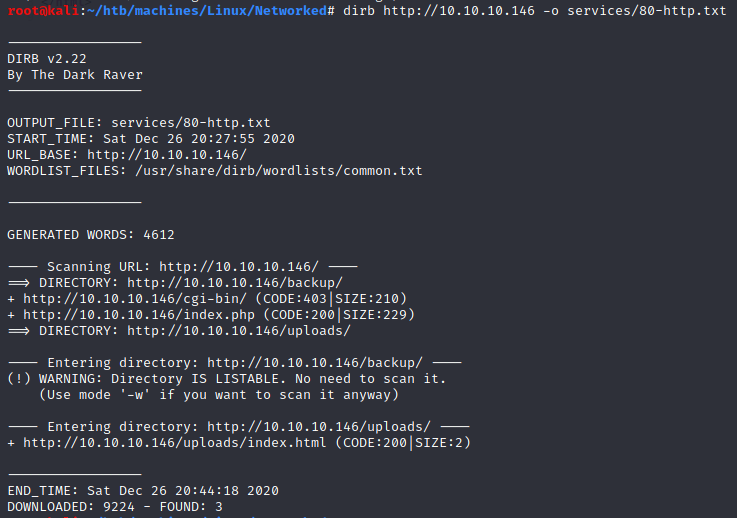 root@kali:~/htb/machines/Linux/Networked# dirb http://10.10.10.146 -o services/80-http.txt
-----------------
DIRB v2.22
By The Dark Raver
-----------------
OUTPUT_FILE: services/80-http.txt
START_TIME: Sat Dec 26 20:27:55 2020
URL_BASE: http://10.10.10.146/
WORDLIST_FILES: /usr/share/dirb/wordlists/common.txt
-----------------
GENERATED WORDS: 4612
---- Scanning URL: http://10.10.10.146/ ----
==> DIRECTORY: http://10.10.10.146/backup/
+ http://10.10.10.146/cgi-bin/ (CODE:403|SIZE:210)
+ http://10.10.10.146/index.php (CODE:200|SIZE:229)
==> DIRECTORY: http://10.10.10.146/uploads/
---- Entering directory: http://10.10.10.146/backup/ ----
(!) WARNING: Directory IS LISTABLE. No need to scan it.
(Use mode '-w' if you want to scan it anyway)
---- Entering directory: http://10.10.10.146/uploads/ ----
+ http://10.10.10.146/uploads/index.html (CODE:200|SIZE:2)
-----------------
END_TIME: Sat Dec 26 20:44:18 2020
DOWNLOADED: 9224 - FOUND: 3